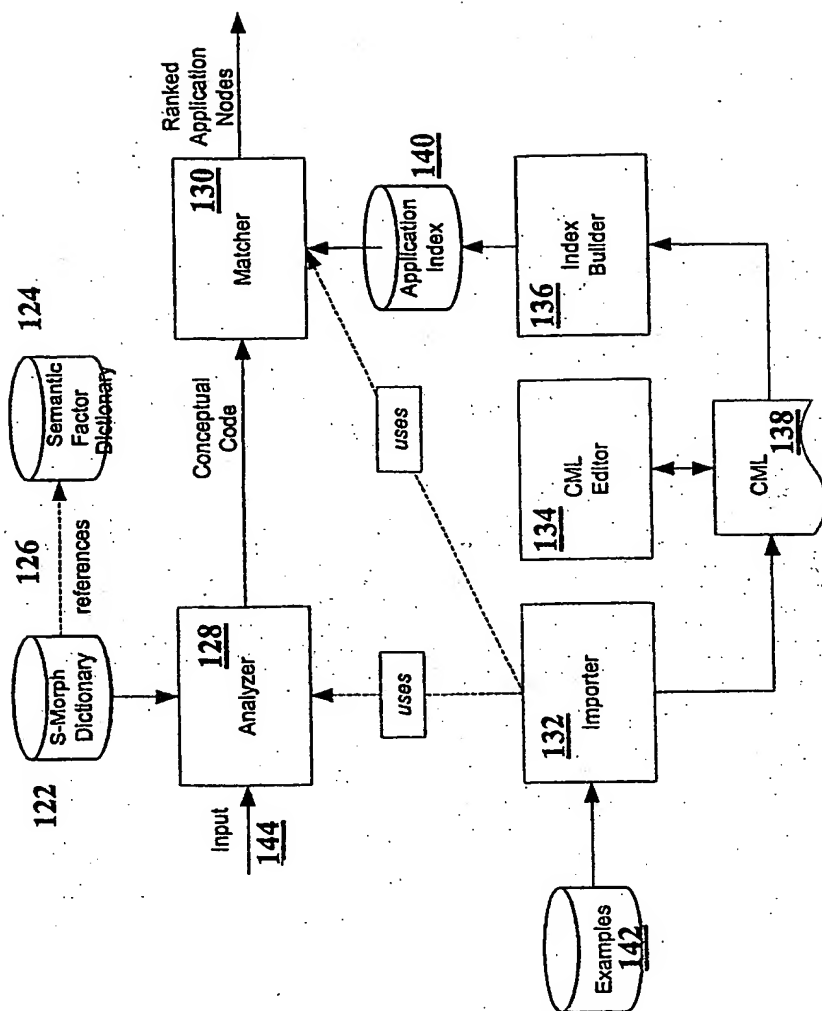 122
S-Morph
Dictionary
126
references
124
Semantic
Factor
Dictionary
Input
144
128
Analyzer
Conceptual
Code
130
Matcher
Ranked
Application
Nodes
uses
uses
Application
Index
140
Examples
142
132
Importer
134
CML
Editor
136
Index
Builder
CML
138